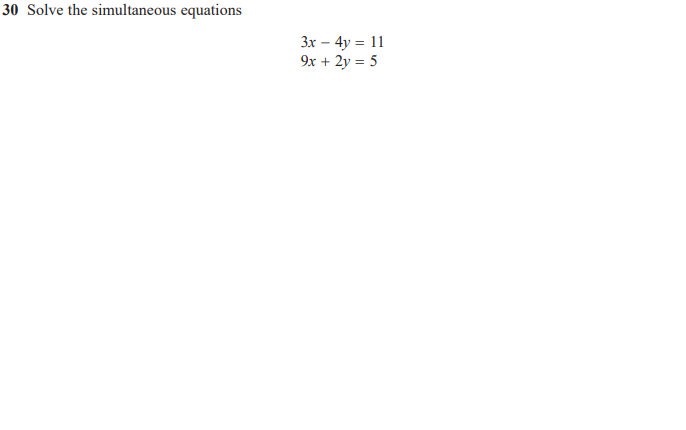 30 Solve the simultaneous equations
3x – 4y = 11
9x + 2y = 5